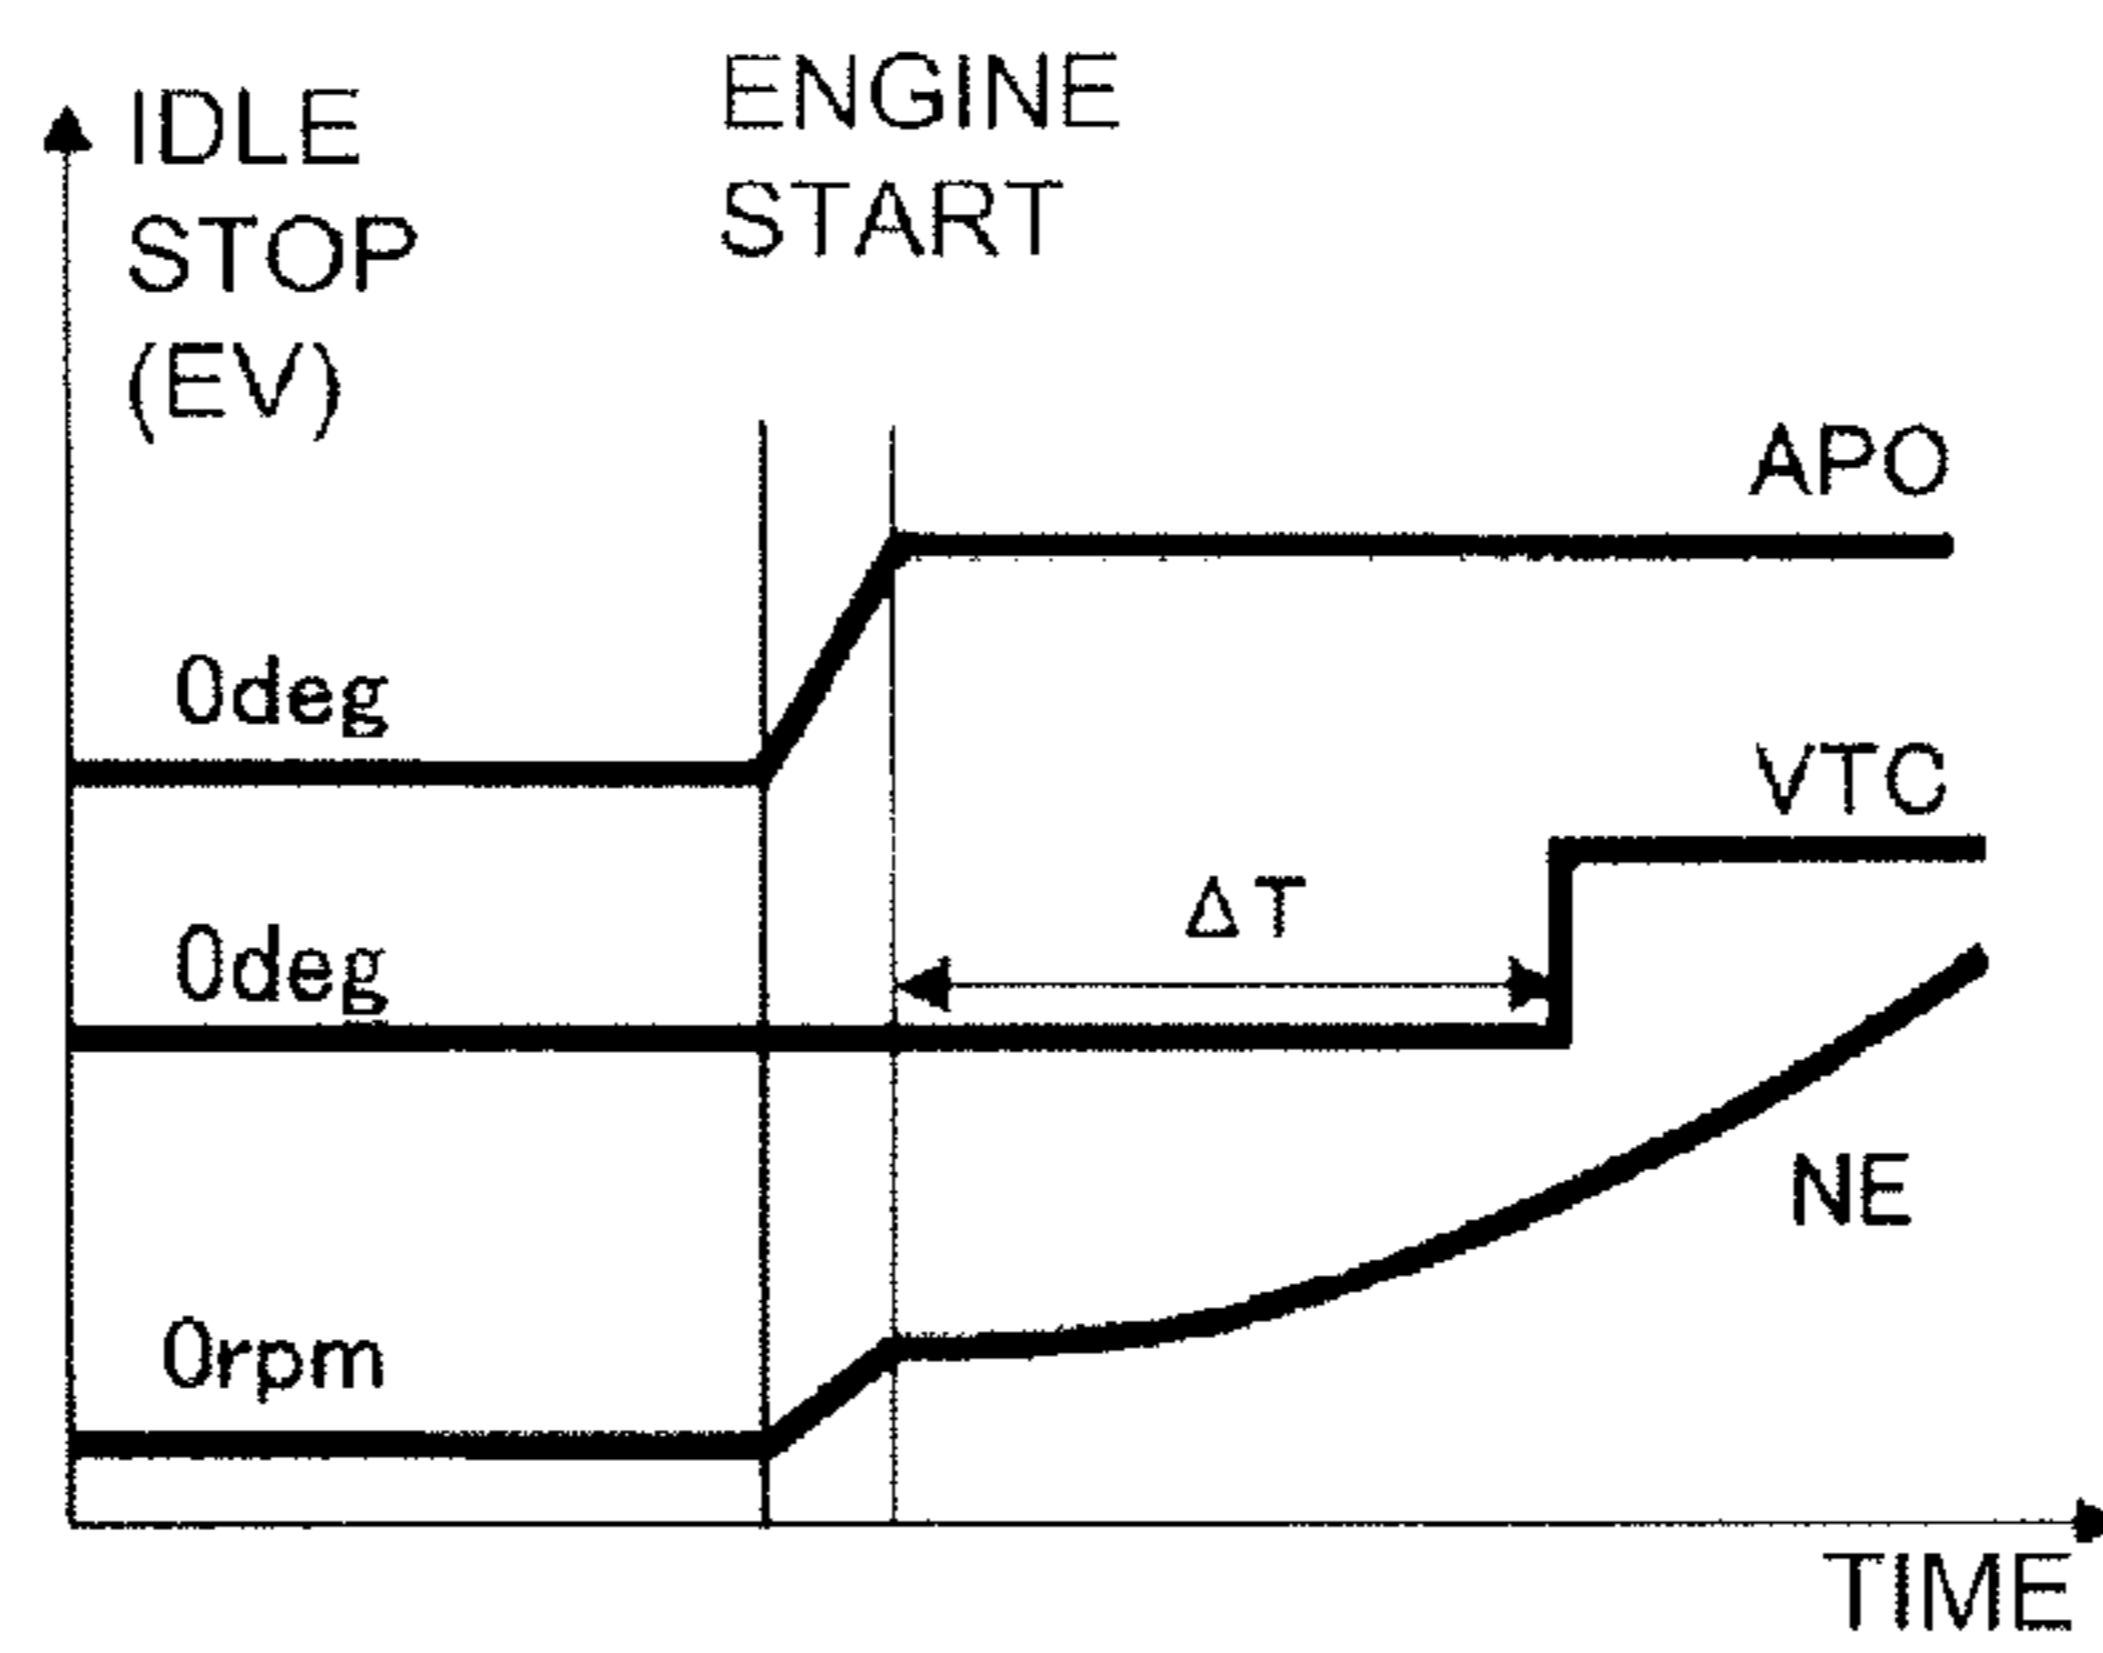 IDLE
STOP
(EV)
ENGINE
START
APO
0deg
VTC
ΔT
0deg
NE
0rpm
TIME